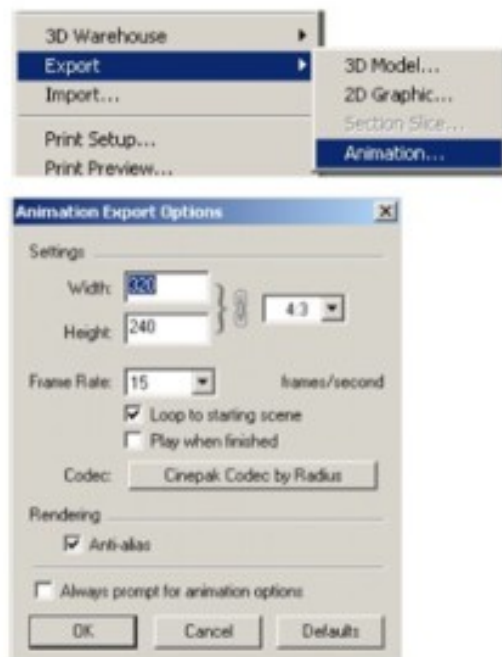 3D Warehouse
Export
Import...
Print Setup...
Print Preview...
3D Model...
2D Graphic...
Section Slice...
Animation...
Animation Export Options
Settings
Width: 320
4:3
Height: 240
Frame Rate: 15 frames/second
Loop to starting scene
Play when finished
Codec: Cinepak Codec by Radius
Rendering
Anti-alias
Always prompt for animation options
OK Cancel Defaults